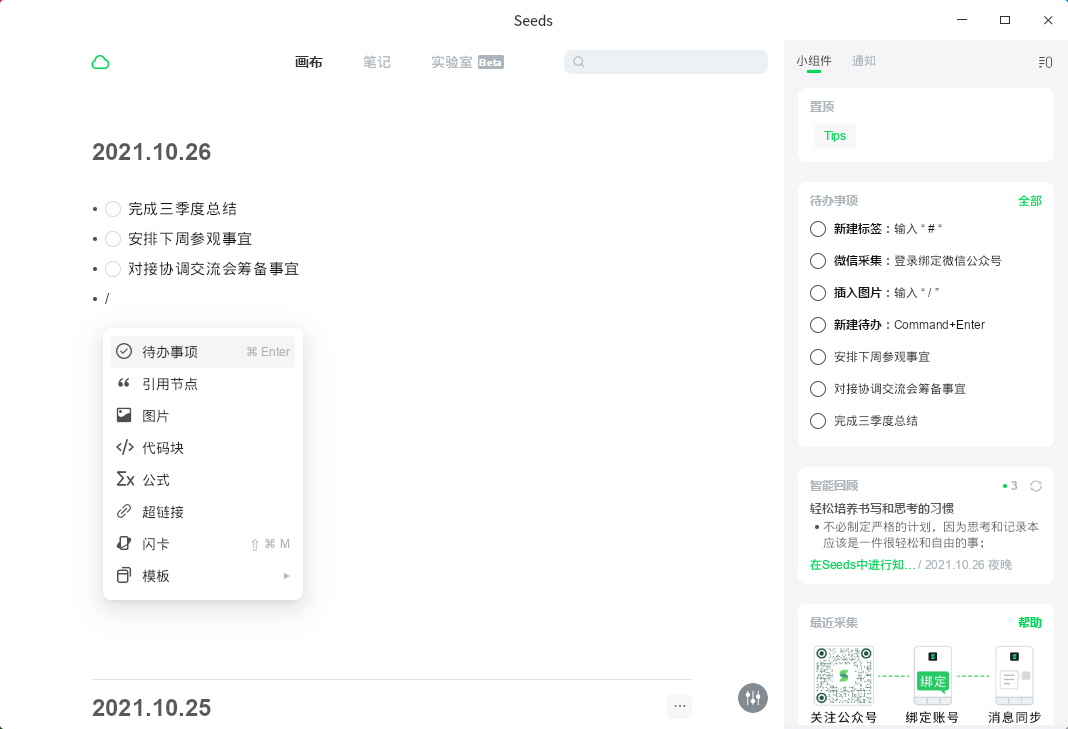 Seeds
画布
笔记
实验室 Beta
2021.10.26
完成三季度总结
安排下周参观事宜
对接协调交流会筹备事宜
/
待办事项 ⌘ Enter
引用节点
图片
代码块
公式
超链接
闪卡 ⇧ ⌘ M
模板
2021.10.25
小组件
通知
置顶
Tips
待办事项 全部
新建标签：输入 “ # “
微信采集：登录绑定微信公众号
插入图片：输入 “ / ”
新建待办：Command+Enter
安排下周参观事宜
对接协调交流会筹备事宜
完成三季度总结
智能回顾 3
轻松培养书写和思考的习惯
不必制定严格的计划，因为思考和记录本
应该是一件很轻松和自由的事；
在Seeds中进行知… / 2021.10.26 夜晚
最近采集 帮助
绑定
关注公众号 绑定账号 消息同步